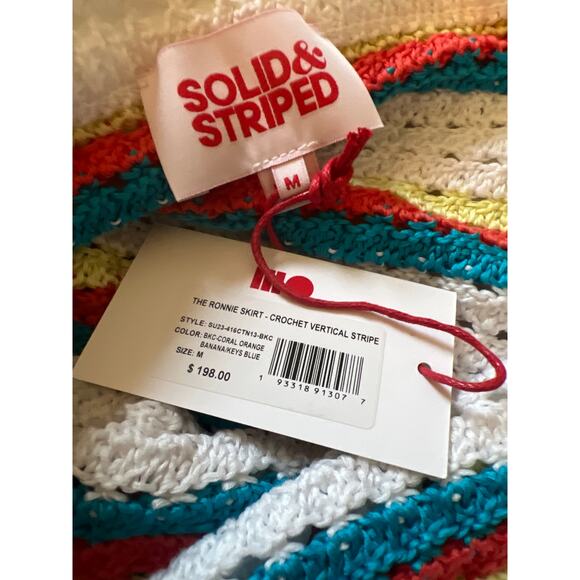 SOLID&
STRIPED
M
THE RONNIE SKIRT - CROCHET VERTICAL STRIPE
STYLE: SU23-416CTN13-BKC
COLOR: BKC-CORAL ORANGE
BANANA/KEYS BLUE
SIZE: M
$ 198.00
1 93318 91307 7